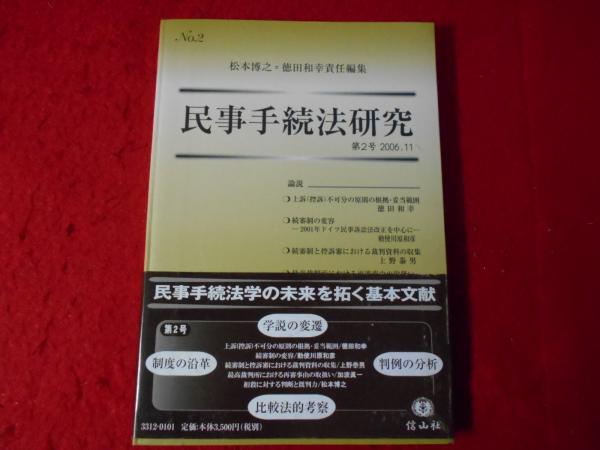 No.2
松本博之=徳田和幸責任編集
民事手続法研究
第2号 2006.11
論説
上訴(控訴)不可分の原則の根拠・妥当範囲
徳田和幸
続審制の変容
―2001年ドイツ民事訴訟法改正を中心に―
勅使川原和彦
続審制と控訴審における裁判資料の収集
上野泰男
民事手続法学の未来を拓く基本文献
第2号
学説の変遷
制度の沿革
判例の分析
上訴(控訴)不可分の原則の根拠・妥当範囲/徳田和幸
続審制の変容/勅使川原和彦
続審制と控訴審における裁判資料の収集/上野泰男
最高裁判所における再審事由の取扱い/加波眞一
相殺に対する判断と既判力/松本博之
比較法的考察
3312-0101 定価:本体3,500円(税別)
信山社